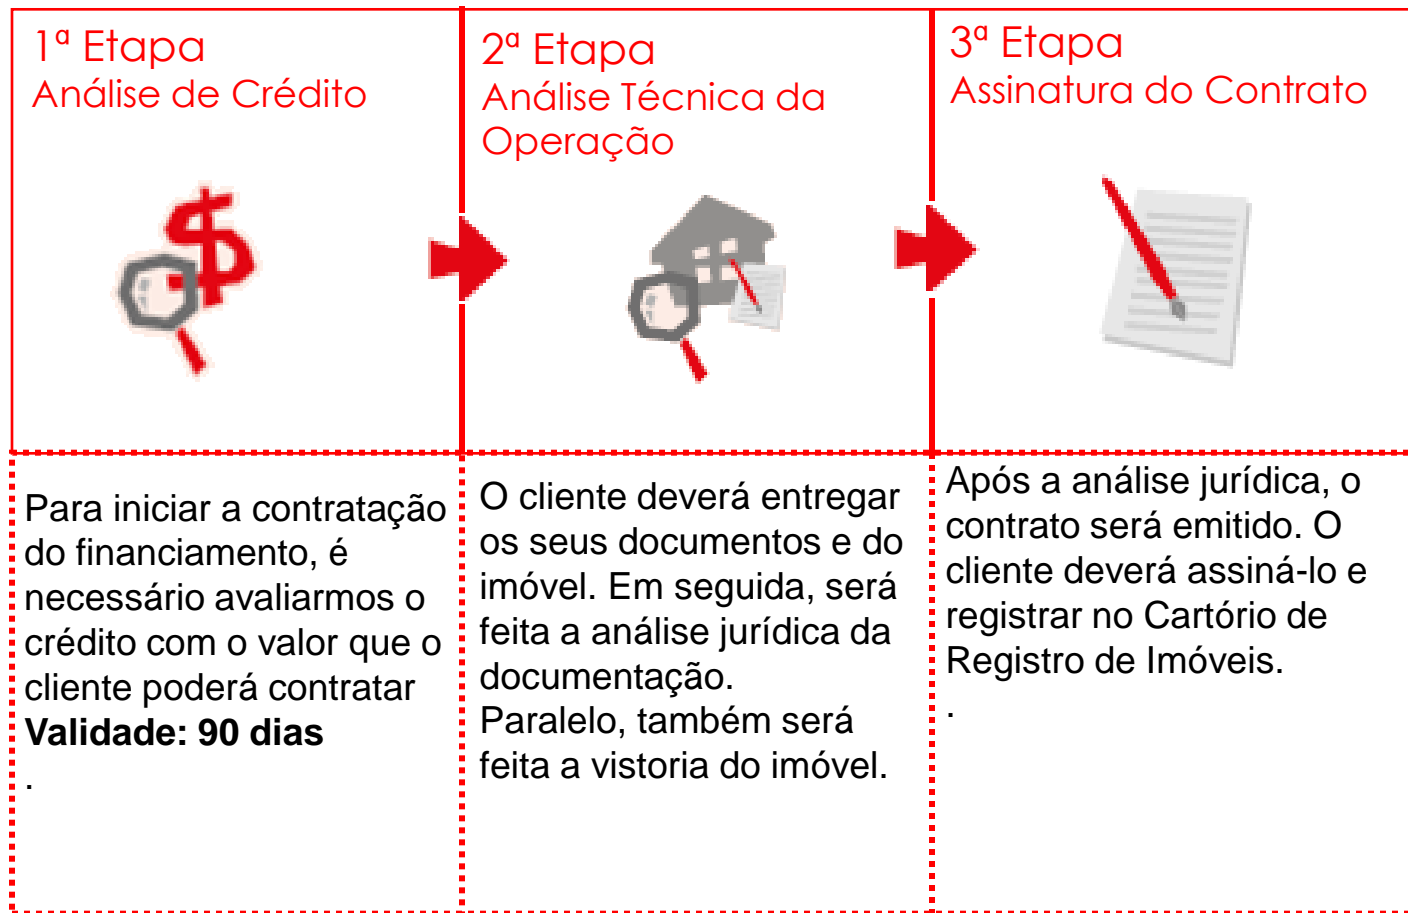 1ª Etapa
Análise de Crédito
2ª Etapa
Análise Técnica da
Operação
3ª Etapa
Assinatura do Contrato
Para iniciar a contratação
do financiamento, é
necessário avaliarmos o
crédito com o valor que o
cliente poderá contratar
Validade: 90 dias
.
O cliente deverá entregar
os seus documentos e do
imóvel. Em seguida, será
feita a análise jurídica da
documentação.
Paralelo, também será
feita a vistoria do imóvel.
Após a análise jurídica, o
contrato será emitido. O
cliente deverá assiná-lo e
registrar no Cartório de
Registro de Imóveis.
.